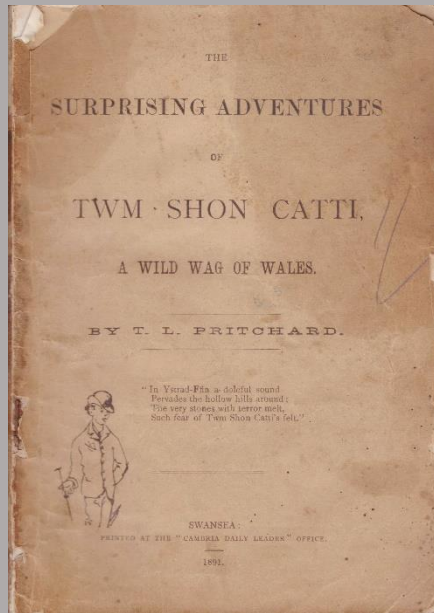 THE
SURPRISING ADVENTURES
OF
TWM SHON CATTI,
A WILD WAG OF WALES.
BY T. L. PRITCHARD.
"In Ystrad-Ffin a doleful sound
Pervades the hollow hills around;
The very stones with terror melt,
Such fear of Twm Shon Catti's felt."
SWANSEA:
PRINTED AT THE "CAMBRIA DAILY LEADER" OFFICE.
1891.